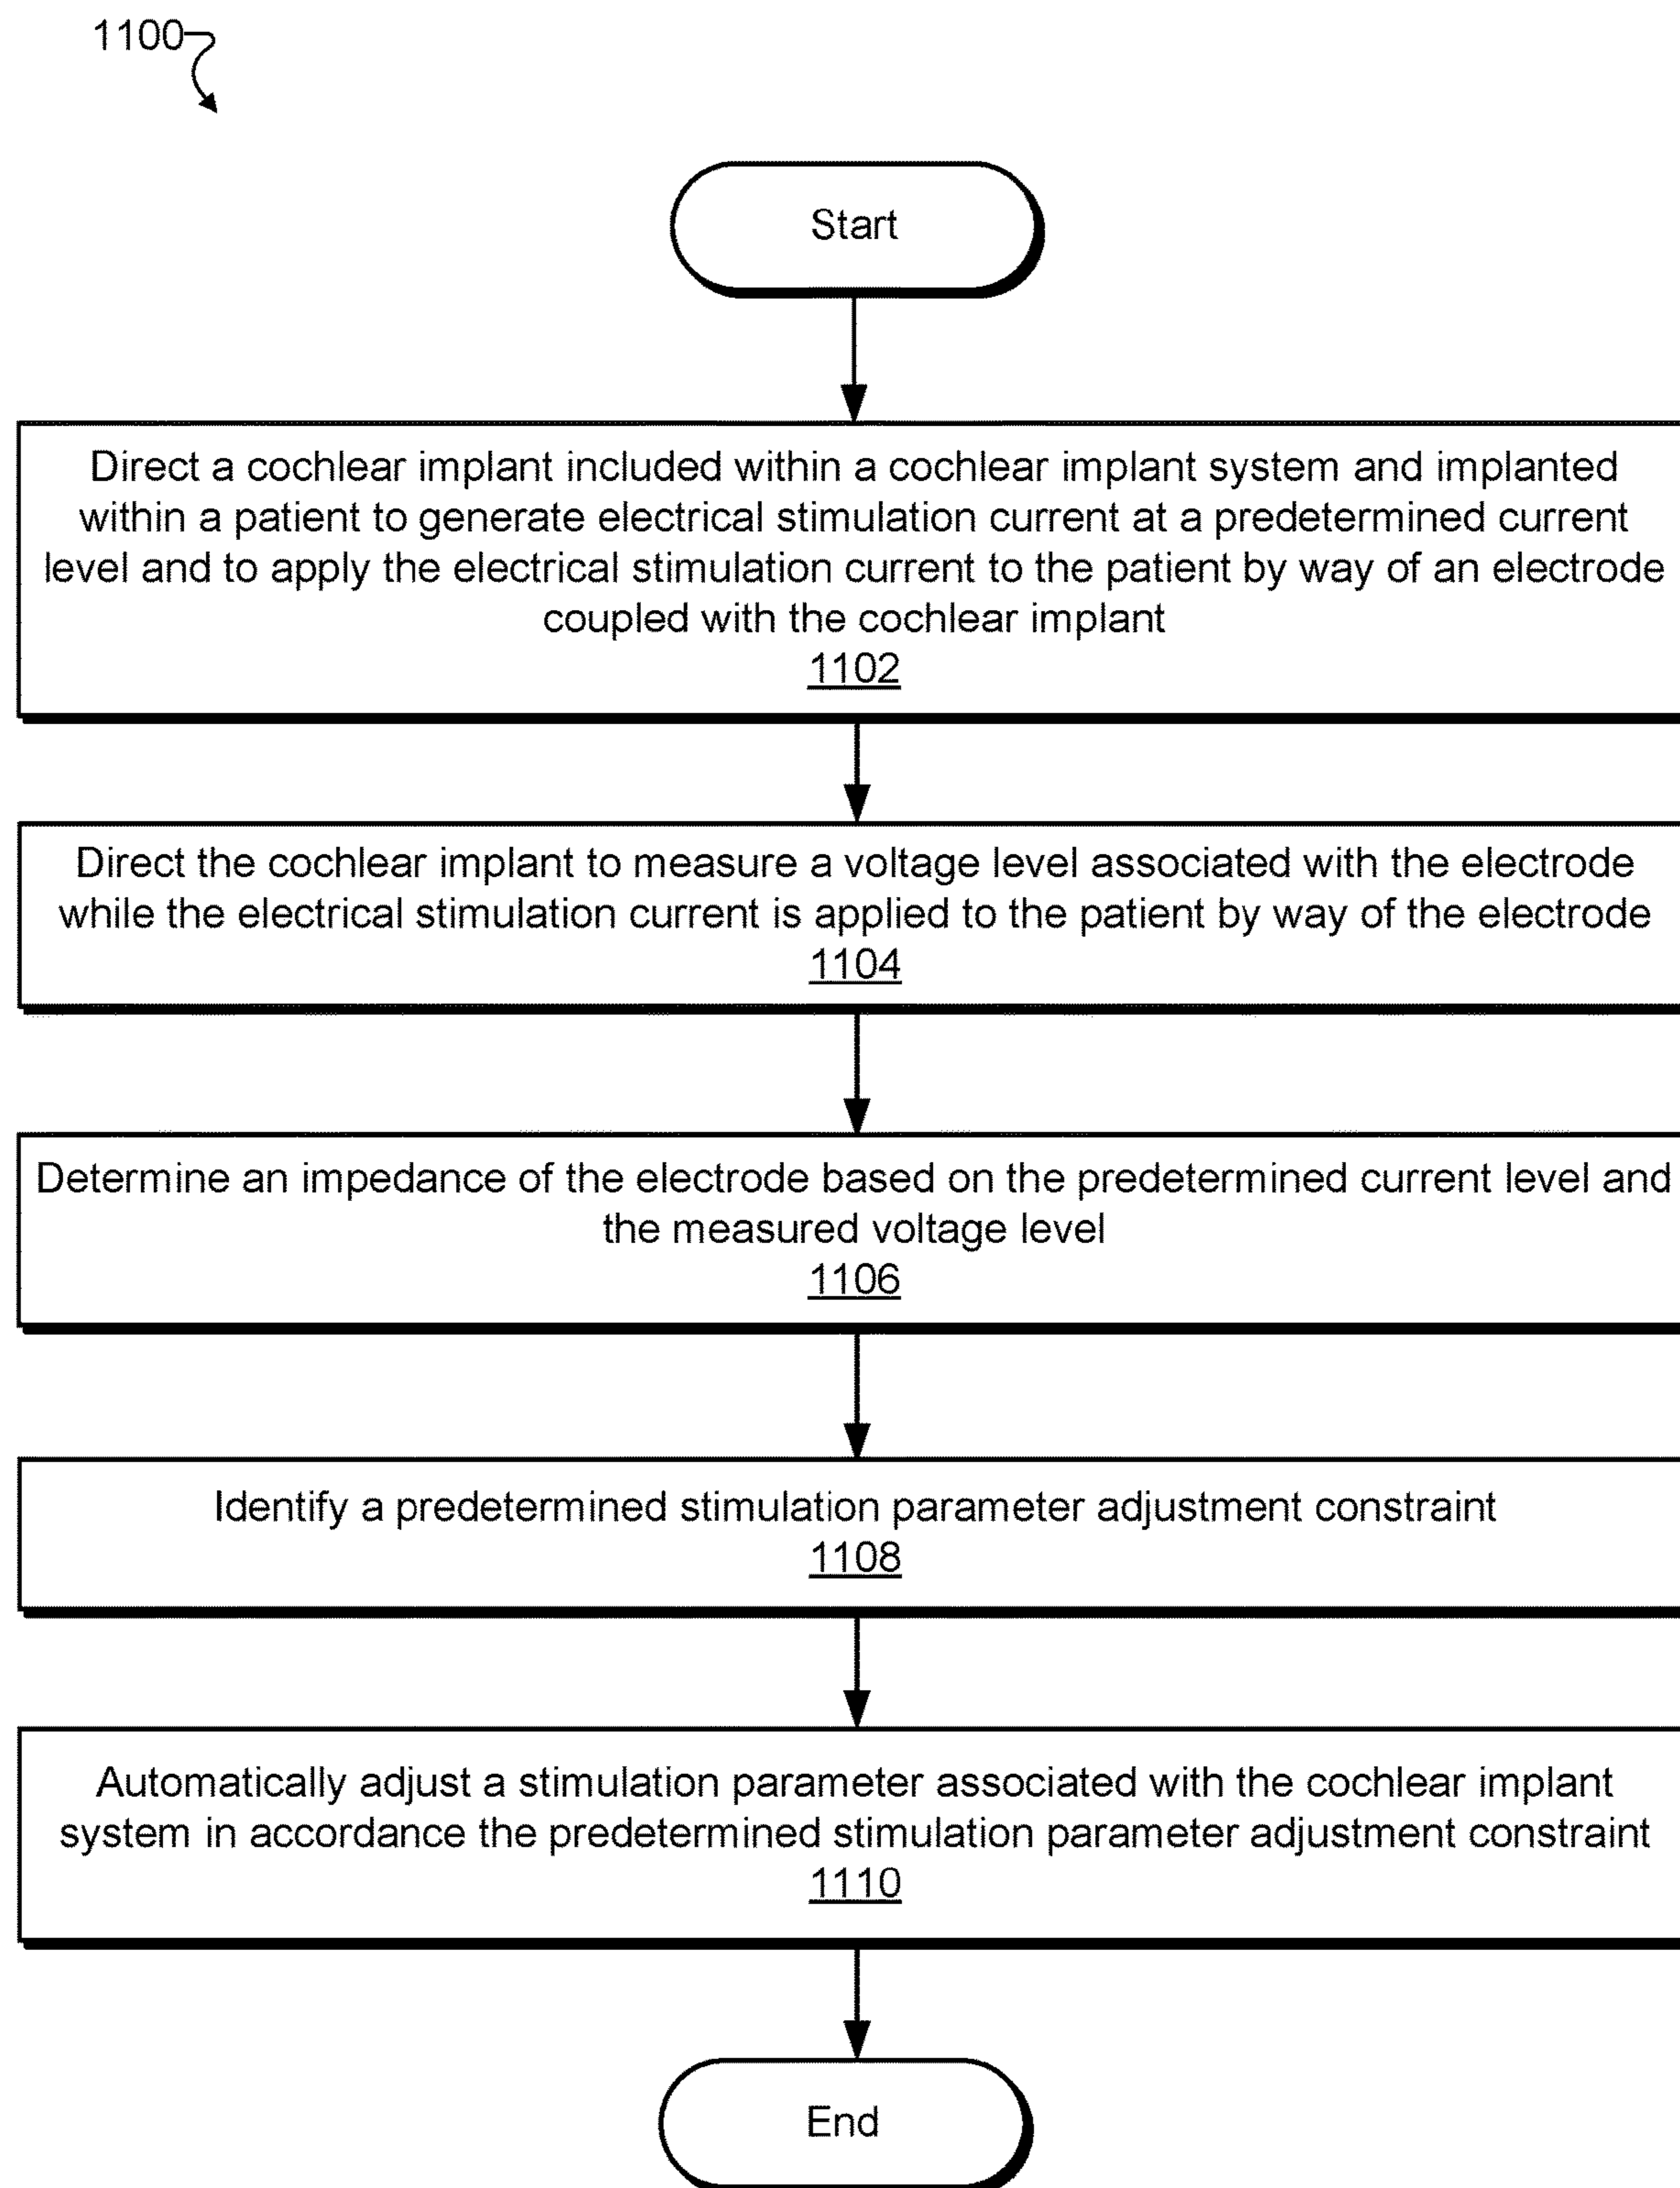 1100
Start
Direct a cochlear implant included within a cochlear implant system and implanted
within a patient to generate electrical stimulation current at a predetermined current
level and to apply the electrical stimulation current to the patient by way of an electrode
coupled with the cochlear implant
1102
Direct the cochlear implant to measure a voltage level associated with the electrode
while the electrical stimulation current is applied to the patient by way of the electrode
1104
Determine an impedance of the electrode based on the predetermined current level and
the measured voltage level
1106
Identify a predetermined stimulation parameter adjustment constraint
1108
Automatically adjust a stimulation parameter associated with the cochlear implant
system in accordance the predetermined stimulation parameter adjustment constraint
1110
End